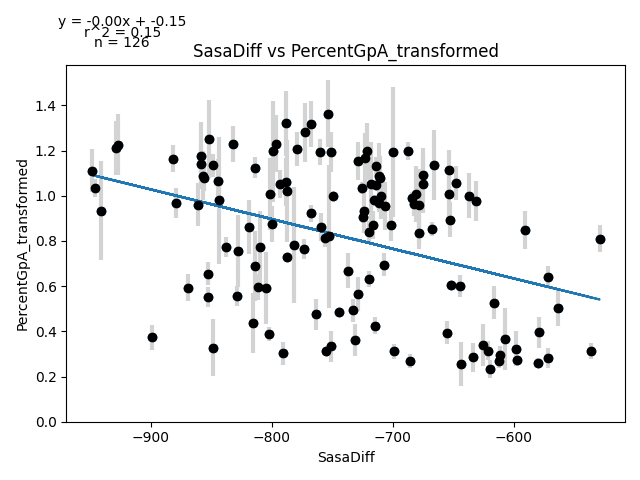 y = -0.00x + -0.15
r^2 = 0.15
n = 126
SasaDiff vs PercentGpA_transformed
PercentGpA_transformed
1.4
1.2
1.0
0.8
0.6
0.4
0.2
0.0
−900
−800
−700
−600
SasaDiff